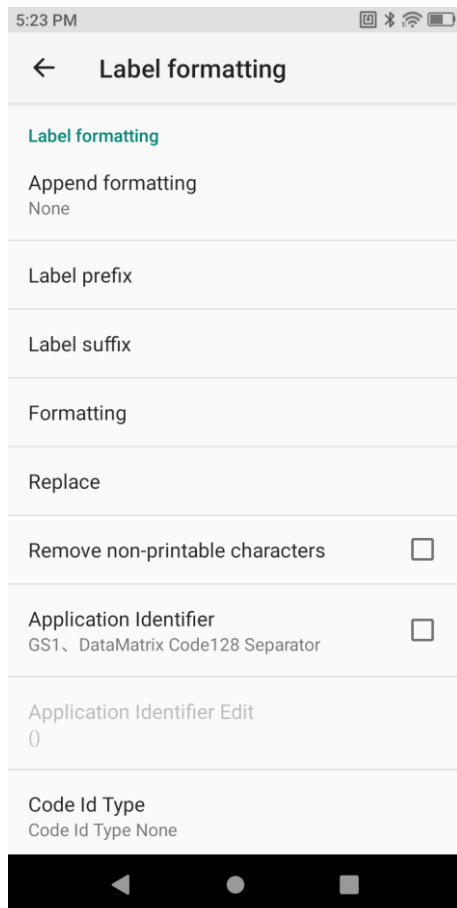 5:23 PM
Label formatting
Label formatting
Append formatting
None
Label prefix
Label suffix
Formatting
Replace
Remove non-printable characters
Application Identifier
GS1、DataMatrix Code128 Separator
Application Identifier Edit
()
Code Id Type
Code Id Type None